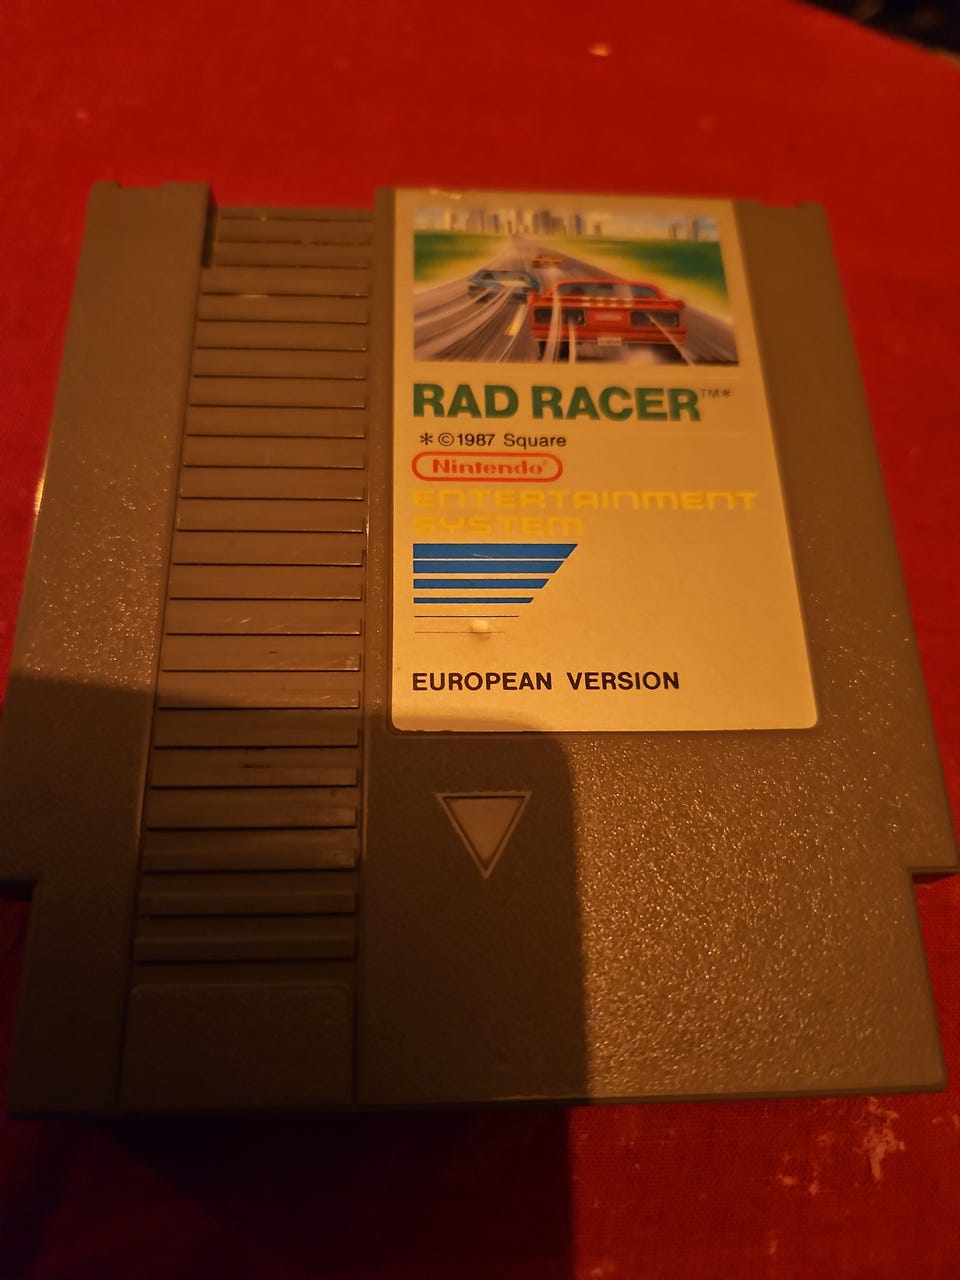 RAD RACER™*
*©1987 Square
Nintendo®
ENTERTAINMENT
SYSTEM
EUROPEAN VERSION